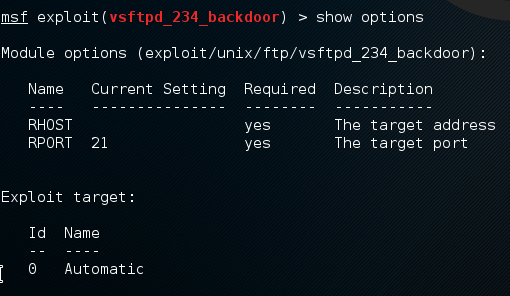 msf exploit(vsftpd_234_backdoor) > show options
Module options (exploit/unix/ftp/vsftpd_234_backdoor):
Name Current Setting Required Description
---- --------------- -------- -----------
RHOST yes The target address
RPORT 21 yes The target port
Exploit target:
Id Name
-- ----
0 Automatic